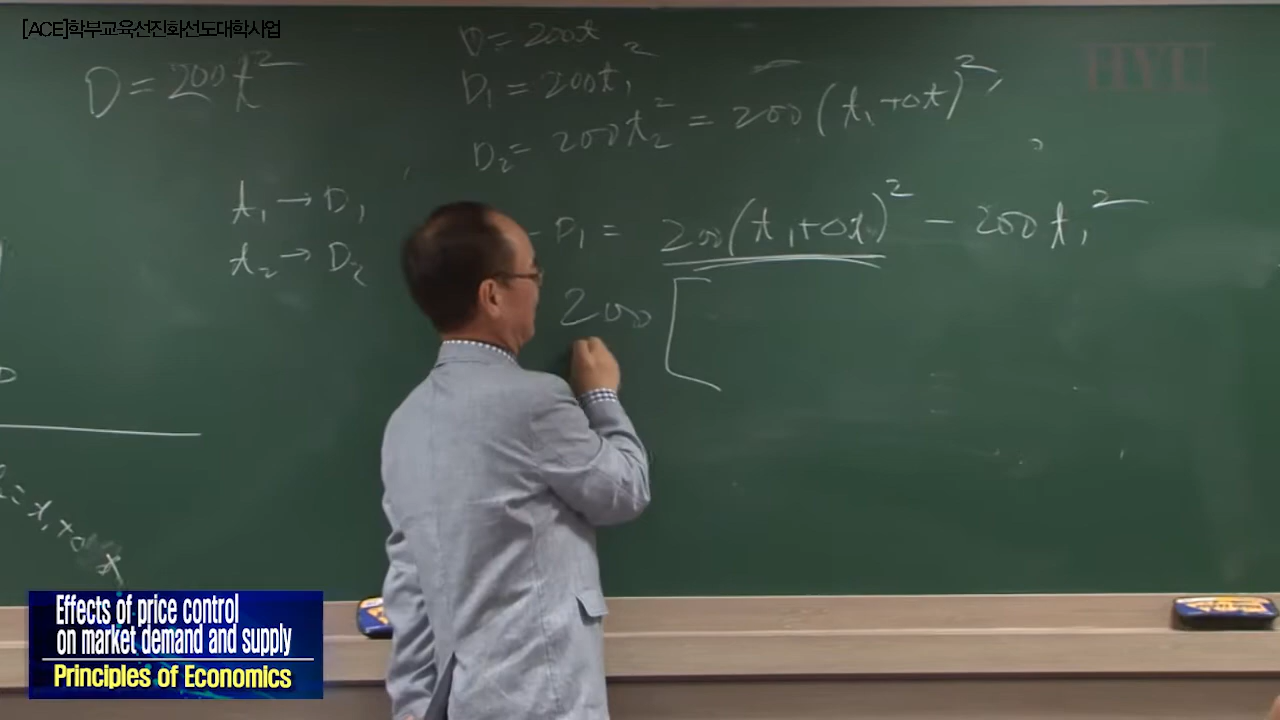 [ACE]학부교육선진화선도대학사업
HYU
D = 200t²
D = 200t
D₁ = 200t₁²
D₂ = 200t₂² = 200(t₁+Δt)²
t₁ → D₁
t₂ → D₂
- D₁ = 200(t₁+Δt)² - 200t₁²
200 [
= t₁+Δt
Effects of price control
on market demand and supply
Principles of Economics